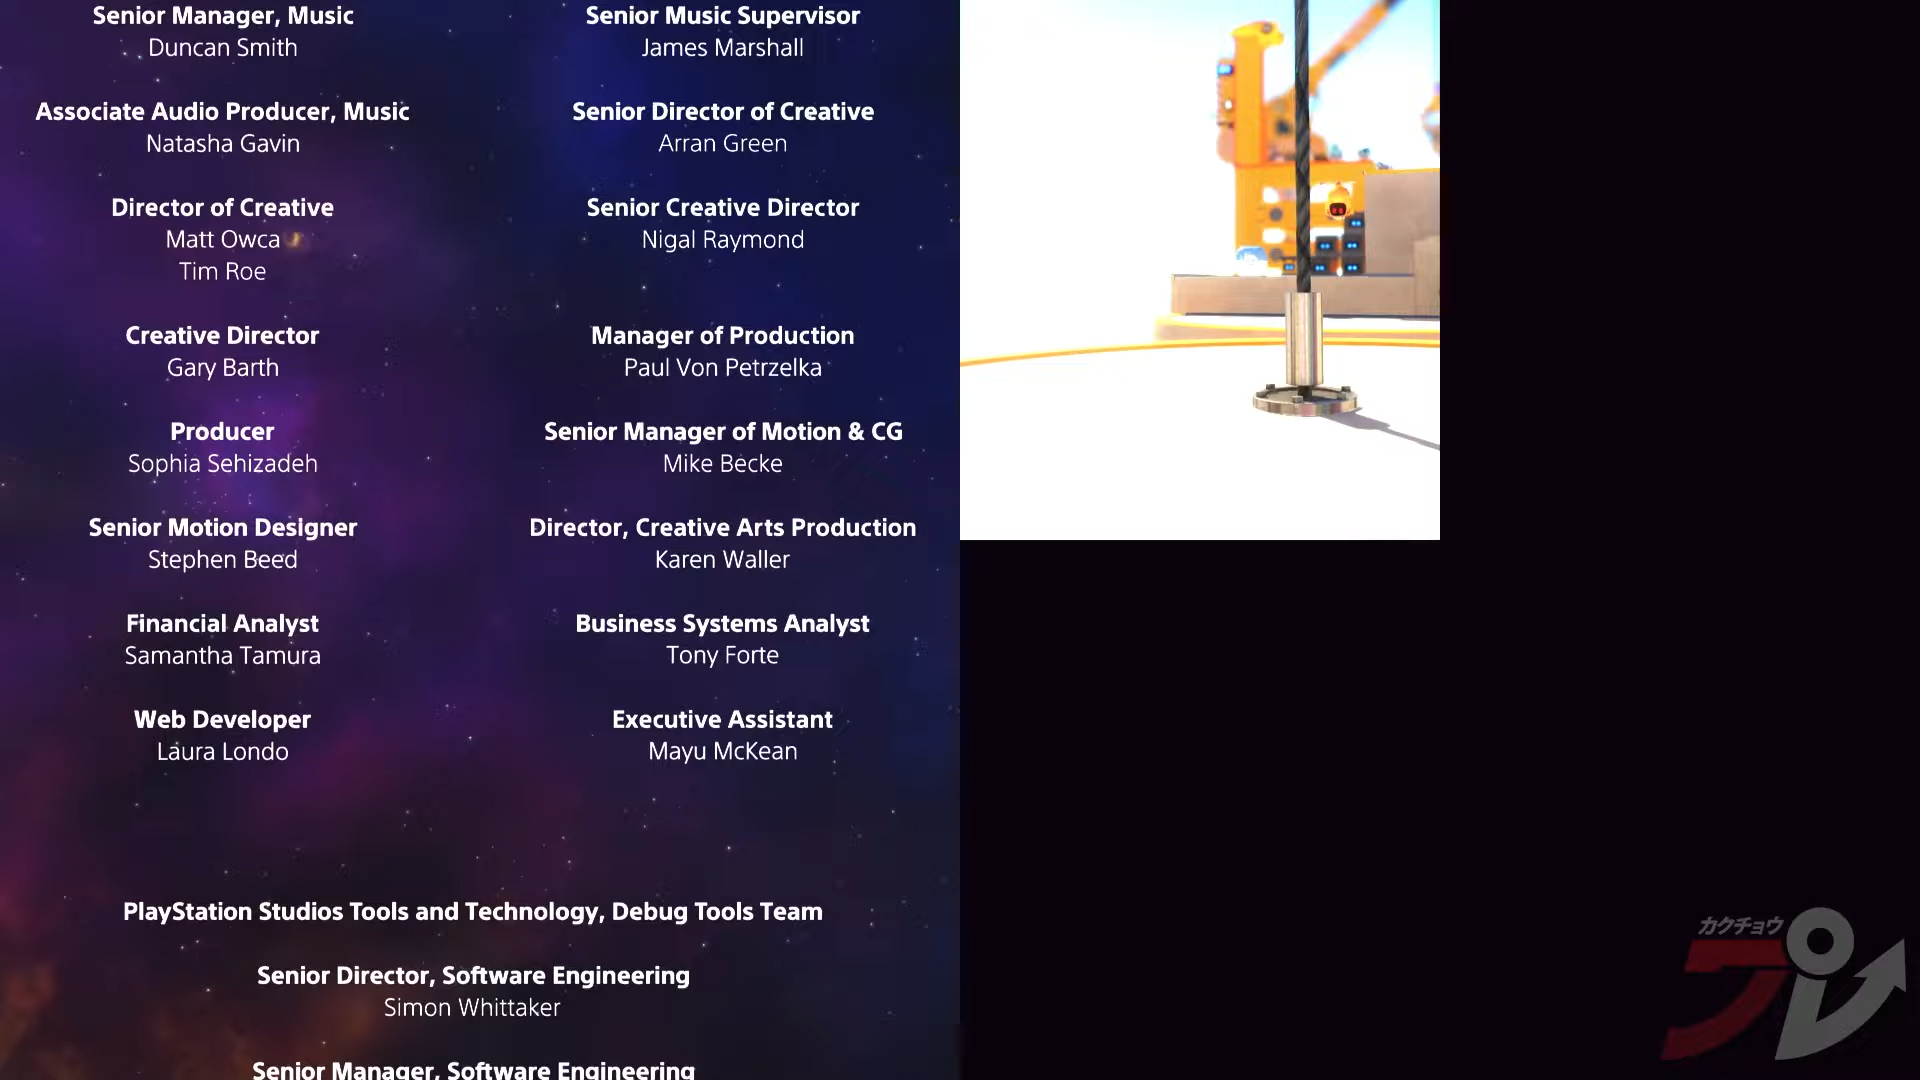 Senior Manager, Music
Duncan Smith
Senior Music Supervisor
James Marshall
Associate Audio Producer, Music
Natasha Gavin
Senior Director of Creative
Arran Green
Director of Creative
Matt Owca
Tim Roe
Senior Creative Director
Nigal Raymond
Creative Director
Gary Barth
Manager of Production
Paul Von Petrzelka
Producer
Sophia Sehizadeh
Senior Manager of Motion & CG
Mike Becke
Senior Motion Designer
Stephen Beed
Director, Creative Arts Production
Karen Waller
Financial Analyst
Samantha Tamura
Business Systems Analyst
Tony Forte
Web Developer
Laura Londo
Executive Assistant
Mayu McKean
PlayStation Studios Tools and Technology, Debug Tools Team
Senior Director, Software Engineering
Simon Whittaker
Senior Manager, Software Engineering
カクチョウ
プレ